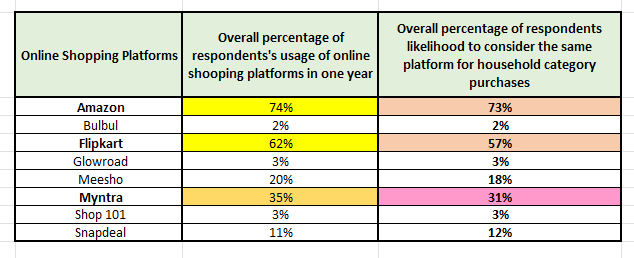 Online Shopping Platforms
Overall percentage of
respondents's usage of online
shooping platforms in one year
Overall percentage of respondents
likelihood to consider the same
platform for household category
purchases
Amazon 74% 73%
Bulbul 2% 2%
Flipkart 62% 57%
Glowroad 3% 3%
Meesho 20% 18%
Myntra 35% 31%
Shop 101 3% 3%
Snapdeal 11% 12%